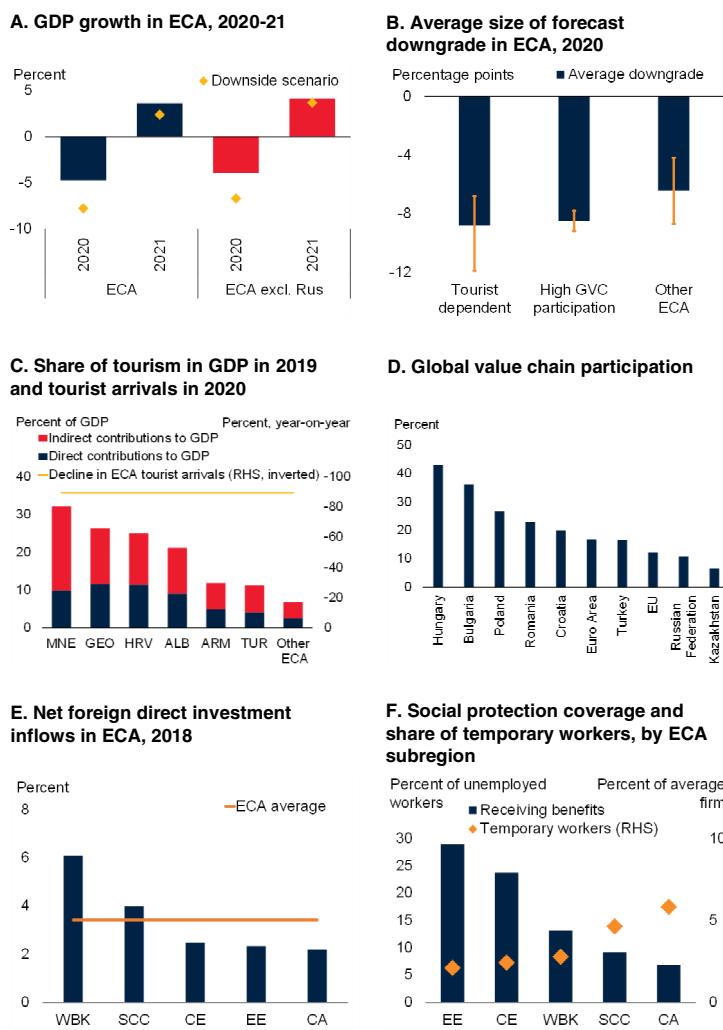 A. GDP growth in ECA, 2020-21
Percent
Downside scenario
5
0
-5
-10
2020
2021
2020
2021
ECA
ECA excl. Rus
B. Average size of forecast
downgrade in ECA, 2020
Percentage points
Average downgrade
0
-4
-8
-12
Tourist
dependent
High GVC
participation
Other
ECA
C. Share of tourism in GDP in 2019
and tourist arrivals in 2020
Percent of GDP
Percent, year-on-year
Indirect contributions to GDP
Direct contributions to GDP
Decline in ECA tourist arrivals (RHS, inverted)
40
30
20
10
0
-100
-80
-60
-40
-20
0
MNE
GEO
HRV
ALB
ARM
TUR
Other
ECA
D. Global value chain participation
Percent
50
40
30
20
10
0
Hungary
Bulgaria
Poland
Romania
Croatia
Euro Area
Turkey
EU
Russian
Federation
Kazakhstan
E. Net foreign direct investment
inflows in ECA, 2018
Percent
ECA average
8
6
4
2
0
WBK
SCC
CE
EE
CA
F. Social protection coverage and
share of temporary workers, by ECA
subregion
Percent of unemployed
workers
Percent of average
firm
Receiving benefits
Temporary workers (RHS)
30
25
20
15
10
5
0
10
5
0
EE
CE
WBK
SCC
CA